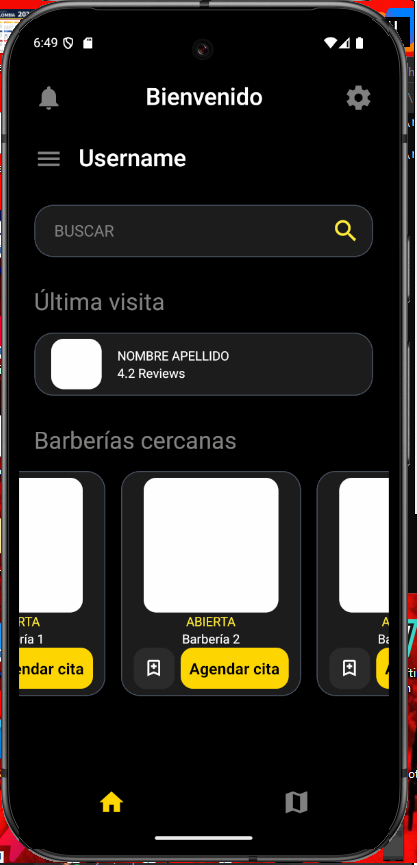 6:49
Bienvenido
Username
BUSCAR
Última visita
NOMBRE APELLIDO
4.2 Reviews
Barberías cercanas
RTA
ABIERTA
A
ría 1
Barbería 2
Ba
endar cita
Agendar cita